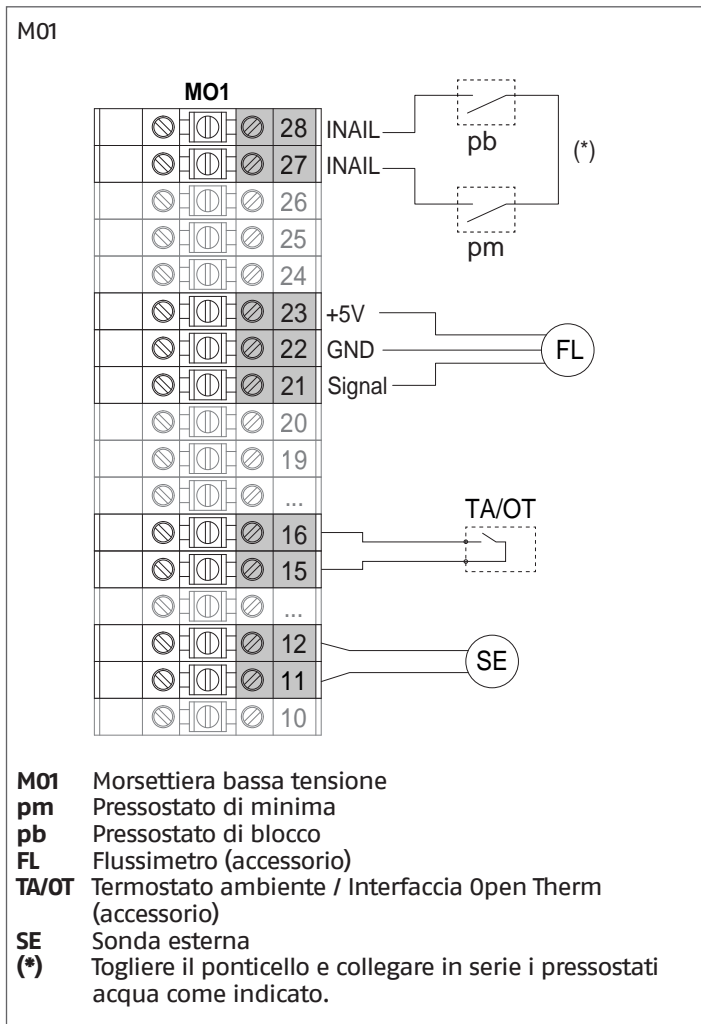 M01
MO1
28 INAIL
pb
(*)
27 INAIL
26
pm
25
24
23 +5V
22 GND
FL
21 Signal
20
19
...
TA/OT
16
15
...
12
SE
11
10
M01 Morsettiera bassa tensione
pm Pressostato di minima
pb Pressostato di blocco
FL Flussimetro (accessorio)
TA/OT Termostato ambiente / Interfaccia Open Therm
(accessorio)
SE Sonda esterna
(*) Togliere il ponticello e collegare in serie i pressostati
acqua come indicato.